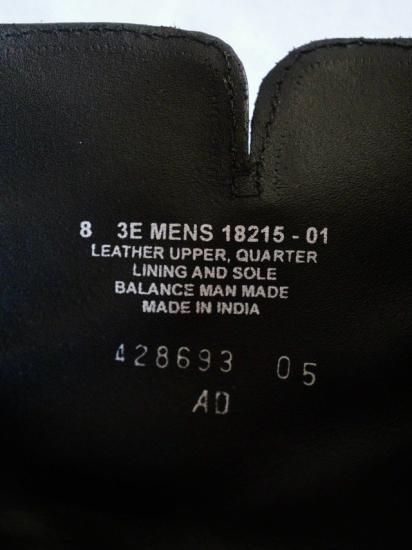 8 3E MENS 18215 - 01
LEATHER UPPER, QUARTER
LINING AND SOLE
BALANCE MAN MADE
MADE IN INDIA
428693 05
AD